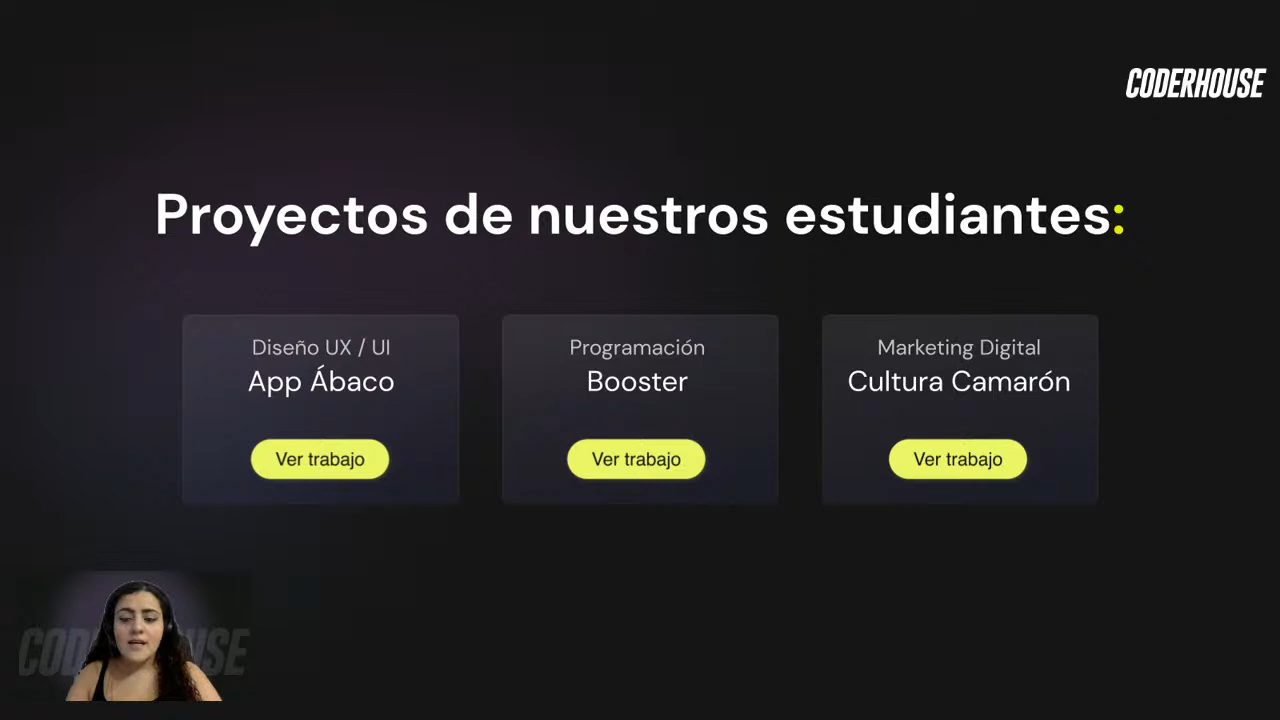 CODERHOUSE
Proyectos de nuestros estudiantes:
Diseño UX / UI
App Ábaco
Ver trabajo
Programación
Booster
Ver trabajo
Marketing Digital
Cultura Camarón
Ver trabajo
CODERHOUSE